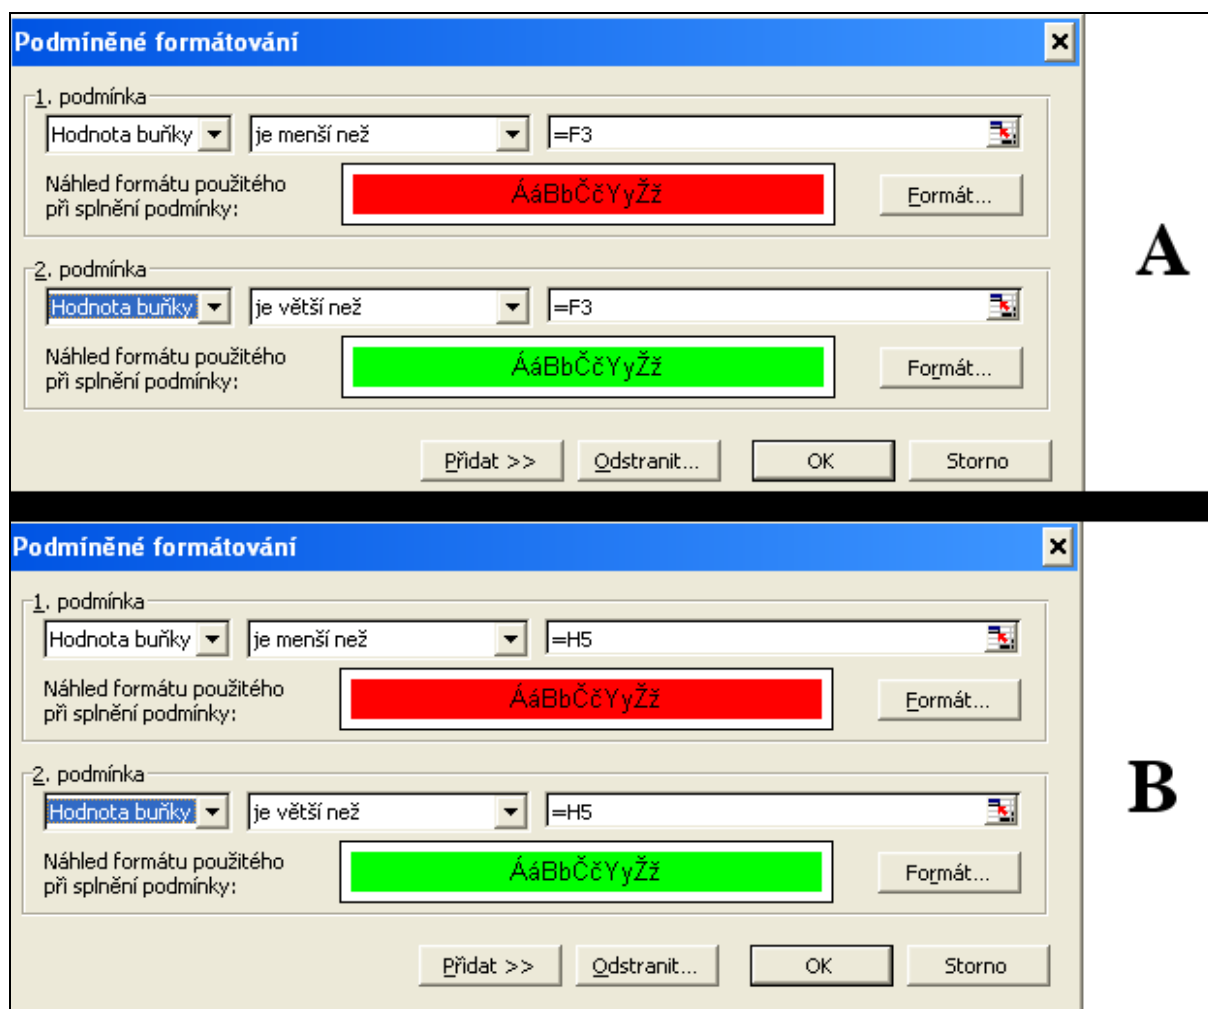 Podmíněné formátování
1. podmínka
Hodnota buňky je menší než =F3
Náhled formátu použitého
při splnění podmínky:
ÁáBbČčYyŽž
Formát...
2. podmínka
Hodnota buňky je větší než =F3
Náhled formátu použitého
při splnění podmínky:
ÁáBbČčYyŽž
Formát...
Přidat >> Odstranit... OK Storno
A
Podmíněné formátování
1. podmínka
Hodnota buňky je menší než =H5
Náhled formátu použitého
při splnění podmínky:
ÁáBbČčYyŽž
Formát...
2. podmínka
Hodnota buňky je větší než =H5
Náhled formátu použitého
při splnění podmínky:
ÁáBbČčYyŽž
Formát...
Přidat >> Odstranit... OK Storno
B